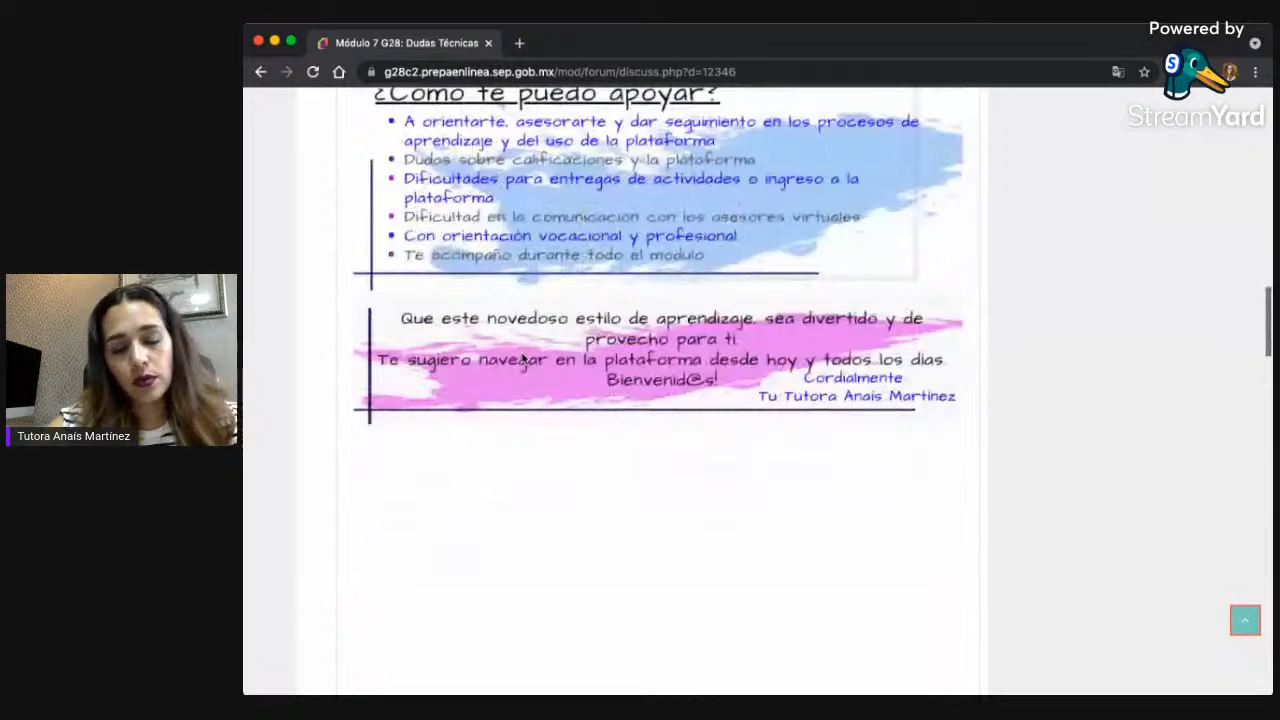 Powered by
StreamYard
Módulo 7 G28: Dudas Técnicas
g28c2.prepaenlinea.sep.gob.mx/mod/forum/discuss.php?d=12346
¿Cómo te puedo apoyar?
A orientarte, asesorarte y dar seguimiento en los procesos de
aprendizaje y del uso de la plataforma
Dudas sobre calificaciones y la plataforma
Dificultades para entregas de actividades o ingreso a la
plataforma
Dificultad en la comunicación con los asesores virtuales
Con orientación vocacional y profesional
Te acompaño durante todo el modulo
Que este novedoso estilo de aprendizaje, sea divertido y de
provecho para ti.
Te sugiero navegar en la plataforma desde hoy y todos los días.
Bienvenid@s!
Cordialmente
Tu Tutora Anais Martinez
Tutora Anaís Martínez